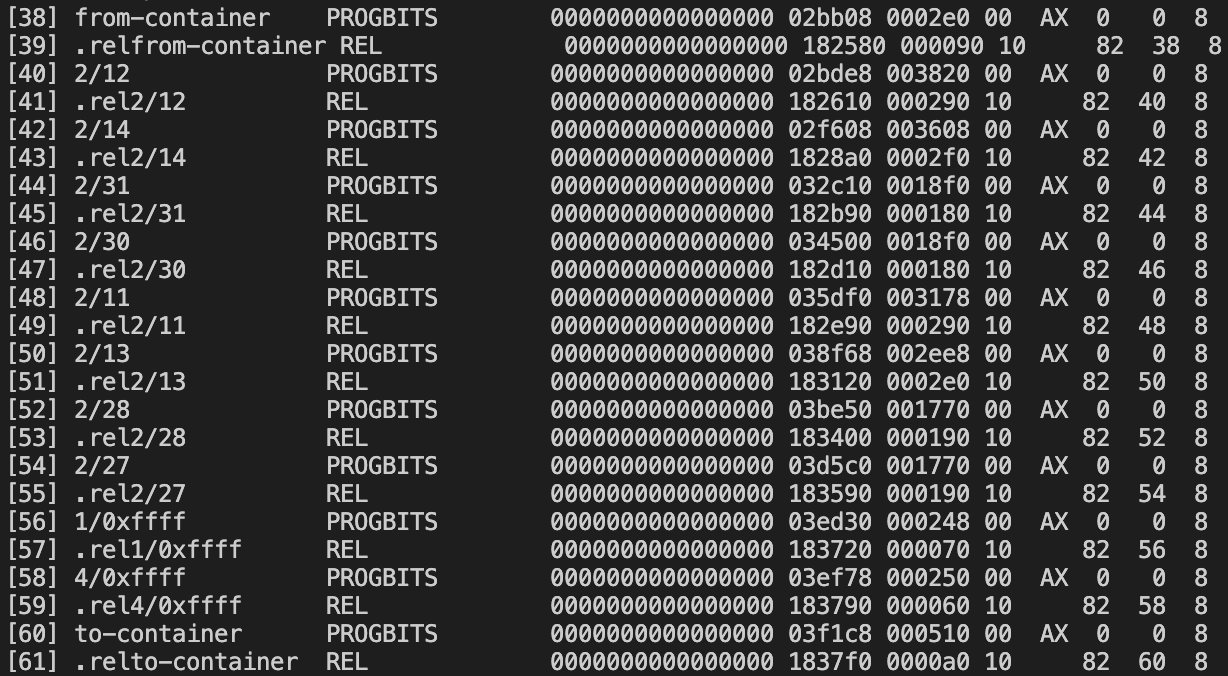 [38] from-container    PROGBITS        0000000000000000 02bb08 0002e0 00  AX  0   0  8
[39] .relfrom-container REL             0000000000000000 182580 000090 10     82  38  8
[40] 2/12              PROGBITS        0000000000000000 02bde8 003820 00  AX  0   0  8
[41] .rel2/12          REL             0000000000000000 182610 000290 10     82  40  8
[42] 2/14              PROGBITS        0000000000000000 02f608 003608 00  AX  0   0  8
[43] .rel2/14          REL             0000000000000000 1828a0 0002f0 10     82  42  8
[44] 2/31              PROGBITS        0000000000000000 032c10 0018f0 00  AX  0   0  8
[45] .rel2/31          REL             0000000000000000 182b90 000180 10     82  44  8
[46] 2/30              PROGBITS        0000000000000000 034500 0018f0 00  AX  0   0  8
[47] .rel2/30          REL             0000000000000000 182d10 000180 10     82  46  8
[48] 2/11              PROGBITS        0000000000000000 035df0 003178 00  AX  0   0  8
[49] .rel2/11          REL             0000000000000000 182e90 000290 10     82  48  8
[50] 2/13              PROGBITS        0000000000000000 038f68 002ee8 00  AX  0   0  8
[51] .rel2/13          REL             0000000000000000 183120 0002e0 10     82  50  8
[52] 2/28              PROGBITS        0000000000000000 03be50 001770 00  AX  0   0  8
[53] .rel2/28          REL             0000000000000000 183400 000190 10     82  52  8
[54] 2/27              PROGBITS        0000000000000000 03d5c0 001770 00  AX  0   0  8
[55] .rel2/27          REL             0000000000000000 183590 000190 10     82  54  8
[56] 1/0xffff          PROGBITS        0000000000000000 03ed30 000248 00  AX  0   0  8
[57] .rel1/0xffff      REL             0000000000000000 183720 000070 10     82  56  8
[58] 4/0xffff          PROGBITS        0000000000000000 03ef78 000250 00  AX  0   0  8
[59] .rel4/0xffff      REL             0000000000000000 183790 000060 10     82  58  8
[60] to-container      PROGBITS        0000000000000000 03f1c8 000510 00  AX  0   0  8
[61] .relto-container  REL             0000000000000000 1837f0 0000a0 10     82  60  8